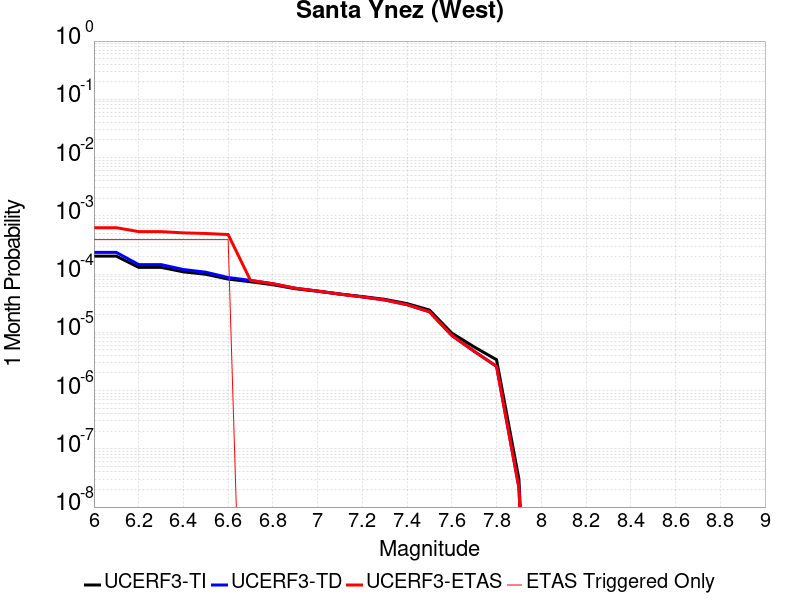 Santa Ynez (West)
10^0
10^-1
10^-2
10^-3
10^-4
10^-5
10^-6
10^-7
10^-8
1 Month Probability
6 6.2 6.4 6.6 6.8 7 7.2 7.4 7.6 7.8 8 8.2 8.4 8.6 8.8 9
Magnitude
UCERF3-TI UCERF3-TD UCERF3-ETAS ETAS Triggered Only